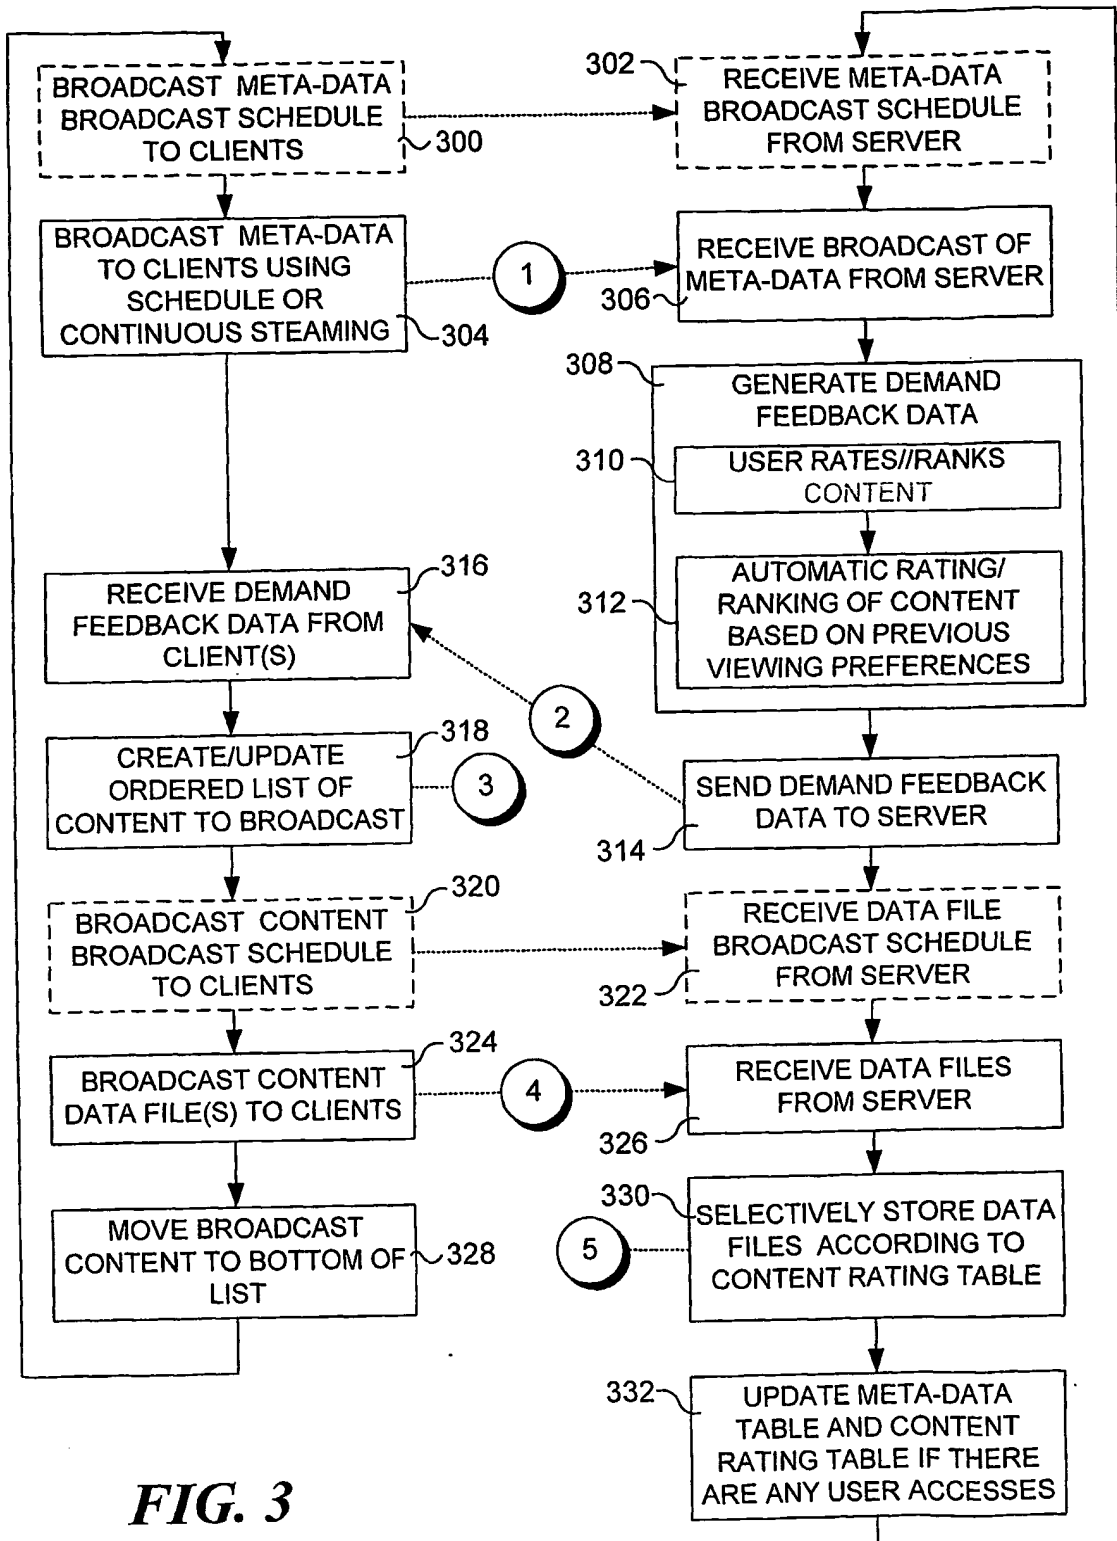 BROADCAST META-DATA
BROADCAST SCHEDULE
TO CLIENTS
300
302
RECEIVE META-DATA
BROADCAST SCHEDULE
FROM SERVER
BROADCAST META-DATA
TO CLIENTS USING
SCHEDULE OR
CONTINUOUS STEAMING
304
1
RECEIVE BROADCAST OF
META-DATA FROM SERVER
306
308
GENERATE DEMAND
FEEDBACK DATA
310
USER RATES//RANKS
CONTENT
312
AUTOMATIC RATING/
RANKING OF CONTENT
BASED ON PREVIOUS
VIEWING PREFERENCES
316
RECEIVE DEMAND
FEEDBACK DATA FROM
CLIENT(S)
2
318
CREATE/UPDATE
ORDERED LIST OF
CONTENT TO BROADCAST
3
SEND DEMAND FEEDBACK
DATA TO SERVER
314
320
BROADCAST CONTENT
BROADCAST SCHEDULE
TO CLIENTS
RECEIVE DATA FILE
BROADCAST SCHEDULE
FROM SERVER
322
324
BROADCAST CONTENT
DATA FILE(S) TO CLIENTS
4
RECEIVE DATA FILES
FROM SERVER
326
MOVE BROADCAST
CONTENT TO BOTTOM OF
LIST
328
330
5
SELECTIVELY STORE DATA
FILES ACCORDING TO
CONTENT RATING TABLE
332
UPDATE META-DATA
TABLE AND CONTENT
RATING TABLE IF THERE
ARE ANY USER ACCESSES
FIG. 3